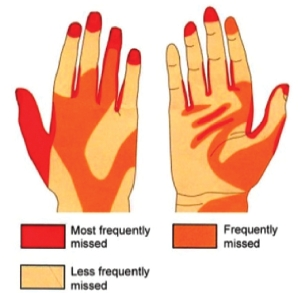 Most frequently
missed
Frequently
missed
Less frequently
missed